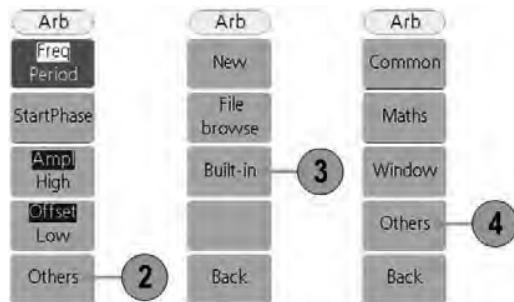 Arb
Freq
Period
StartPhase
Ampl
High
Offset
Low
Others
2
Arb
New
File
browse
Built-in
3
Back
Arb
Common
Maths
Window
Others
4
Back